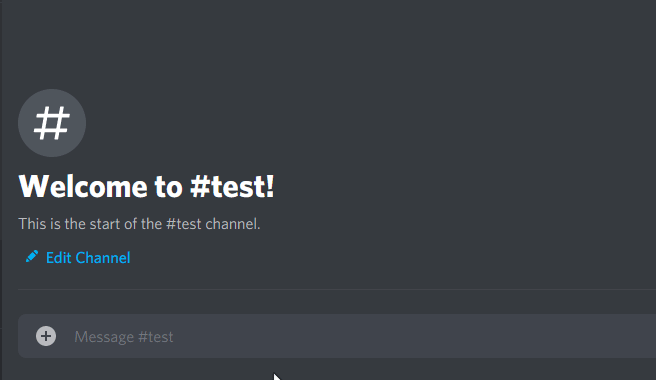 #
Welcome to #test!
This is the start of the #test channel.
Edit Channel
Message #test